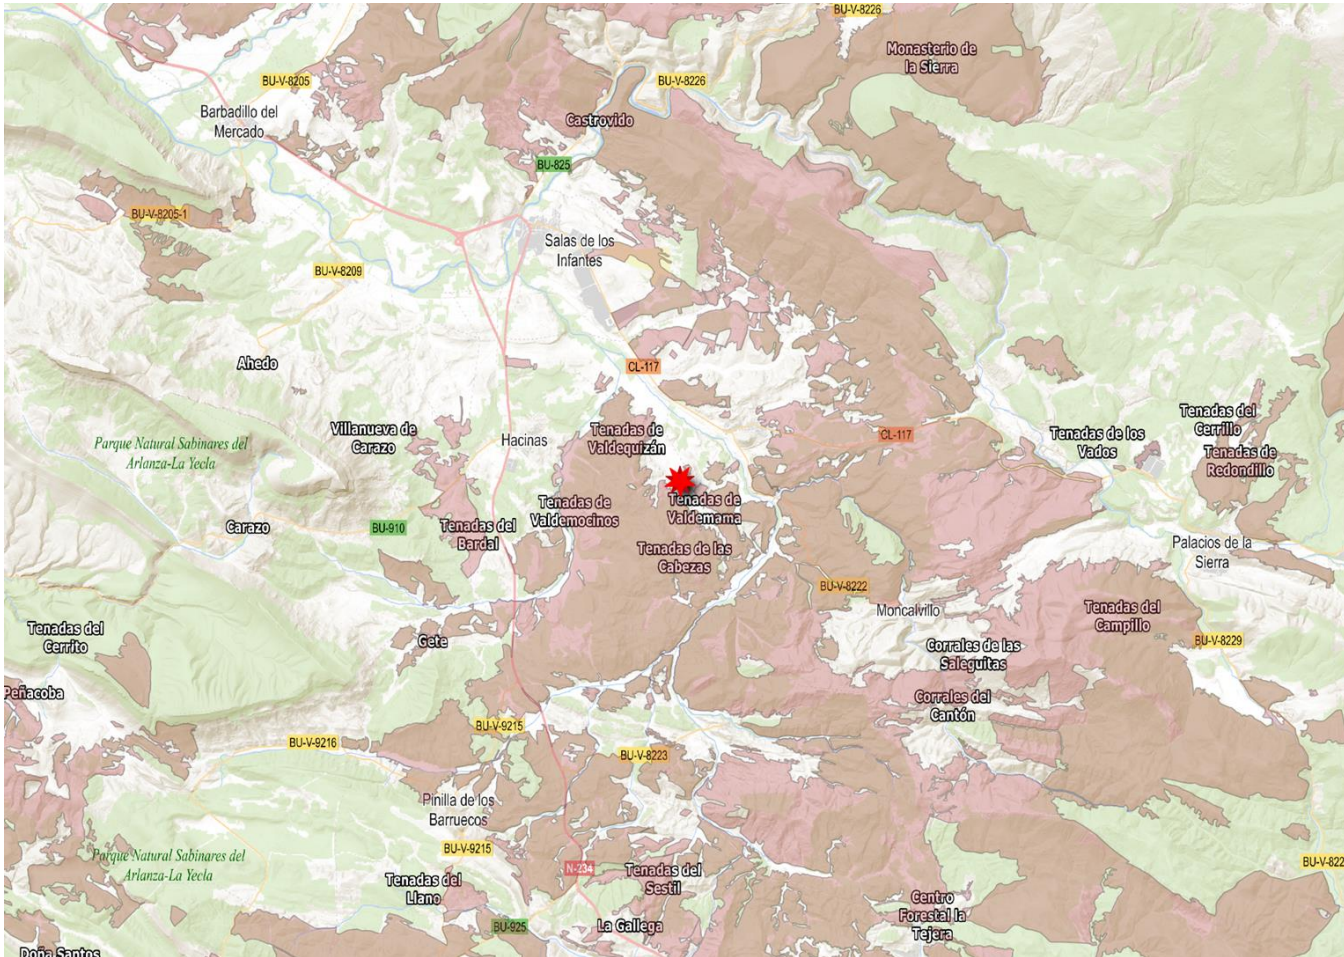 BU-V-8226
Monasterio de
la Sierra
BU-V-8205
BU-V-8226
Barbadillo del
Mercado
Castrovido
BU-825
BU-V-8205-1
Salas de los
Infantes
BU-V-8209
Ahedo
CL-117
Villanueva de
Carazo
Parque Natural Sabinares del
Arlanza-La Yecla
Hacinas
Tenadas de
Valdequizán
CL-117
Tenadas de los
Vados
Tenadas del
Cerrillo
Tenadas de
Redondillo
Carazo
BU-910
Tenadas del
Bardal
Tenadas de
Valdemocinos
Tenadas de
Valdemama
Tenadas de las
Cabezas
Palacios de la
Sierra
BU-V-8222
Moncalvillo
Tenadas del
Campillo
BU-V-8229
Tenadas del
Cerrito
Gete
Corrales de las
Saleguitas
Peñacoba
Corrales del
Cantón
BU-V-9215
BU-V-9216
BU-V-8223
Pinilla de los
Barruecos
BU-V-9215
Parque Natural Sabinares del
Arlanza-La Yecla
N-234
Tenadas del
Sestil
BU-V-822
Tenadas del
Llano
BU-925
La Gallega
Centro
Forestal la
Tejera
Doña Santos